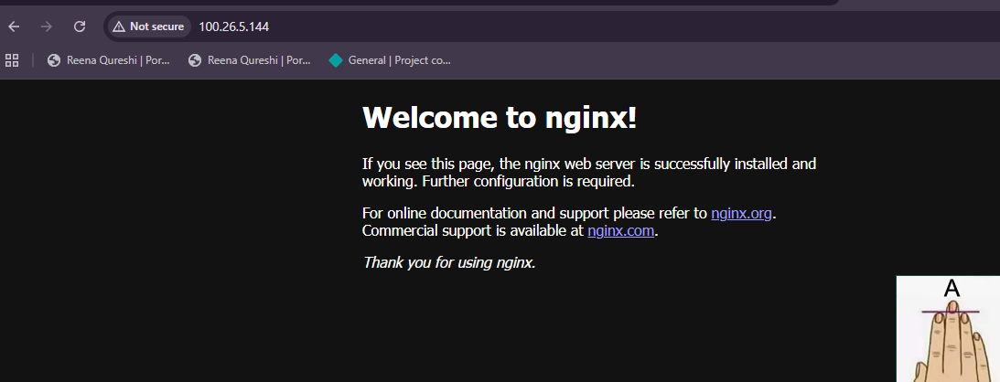 Not secure 100.26.5.144
Reena Qureshi | Por... Reena Qureshi | Por... General | Project co...
Welcome to nginx!
If you see this page, the nginx web server is successfully installed and
working. Further configuration is required.
For online documentation and support please refer to nginx.org.
Commercial support is available at nginx.com.
Thank you for using nginx.
A